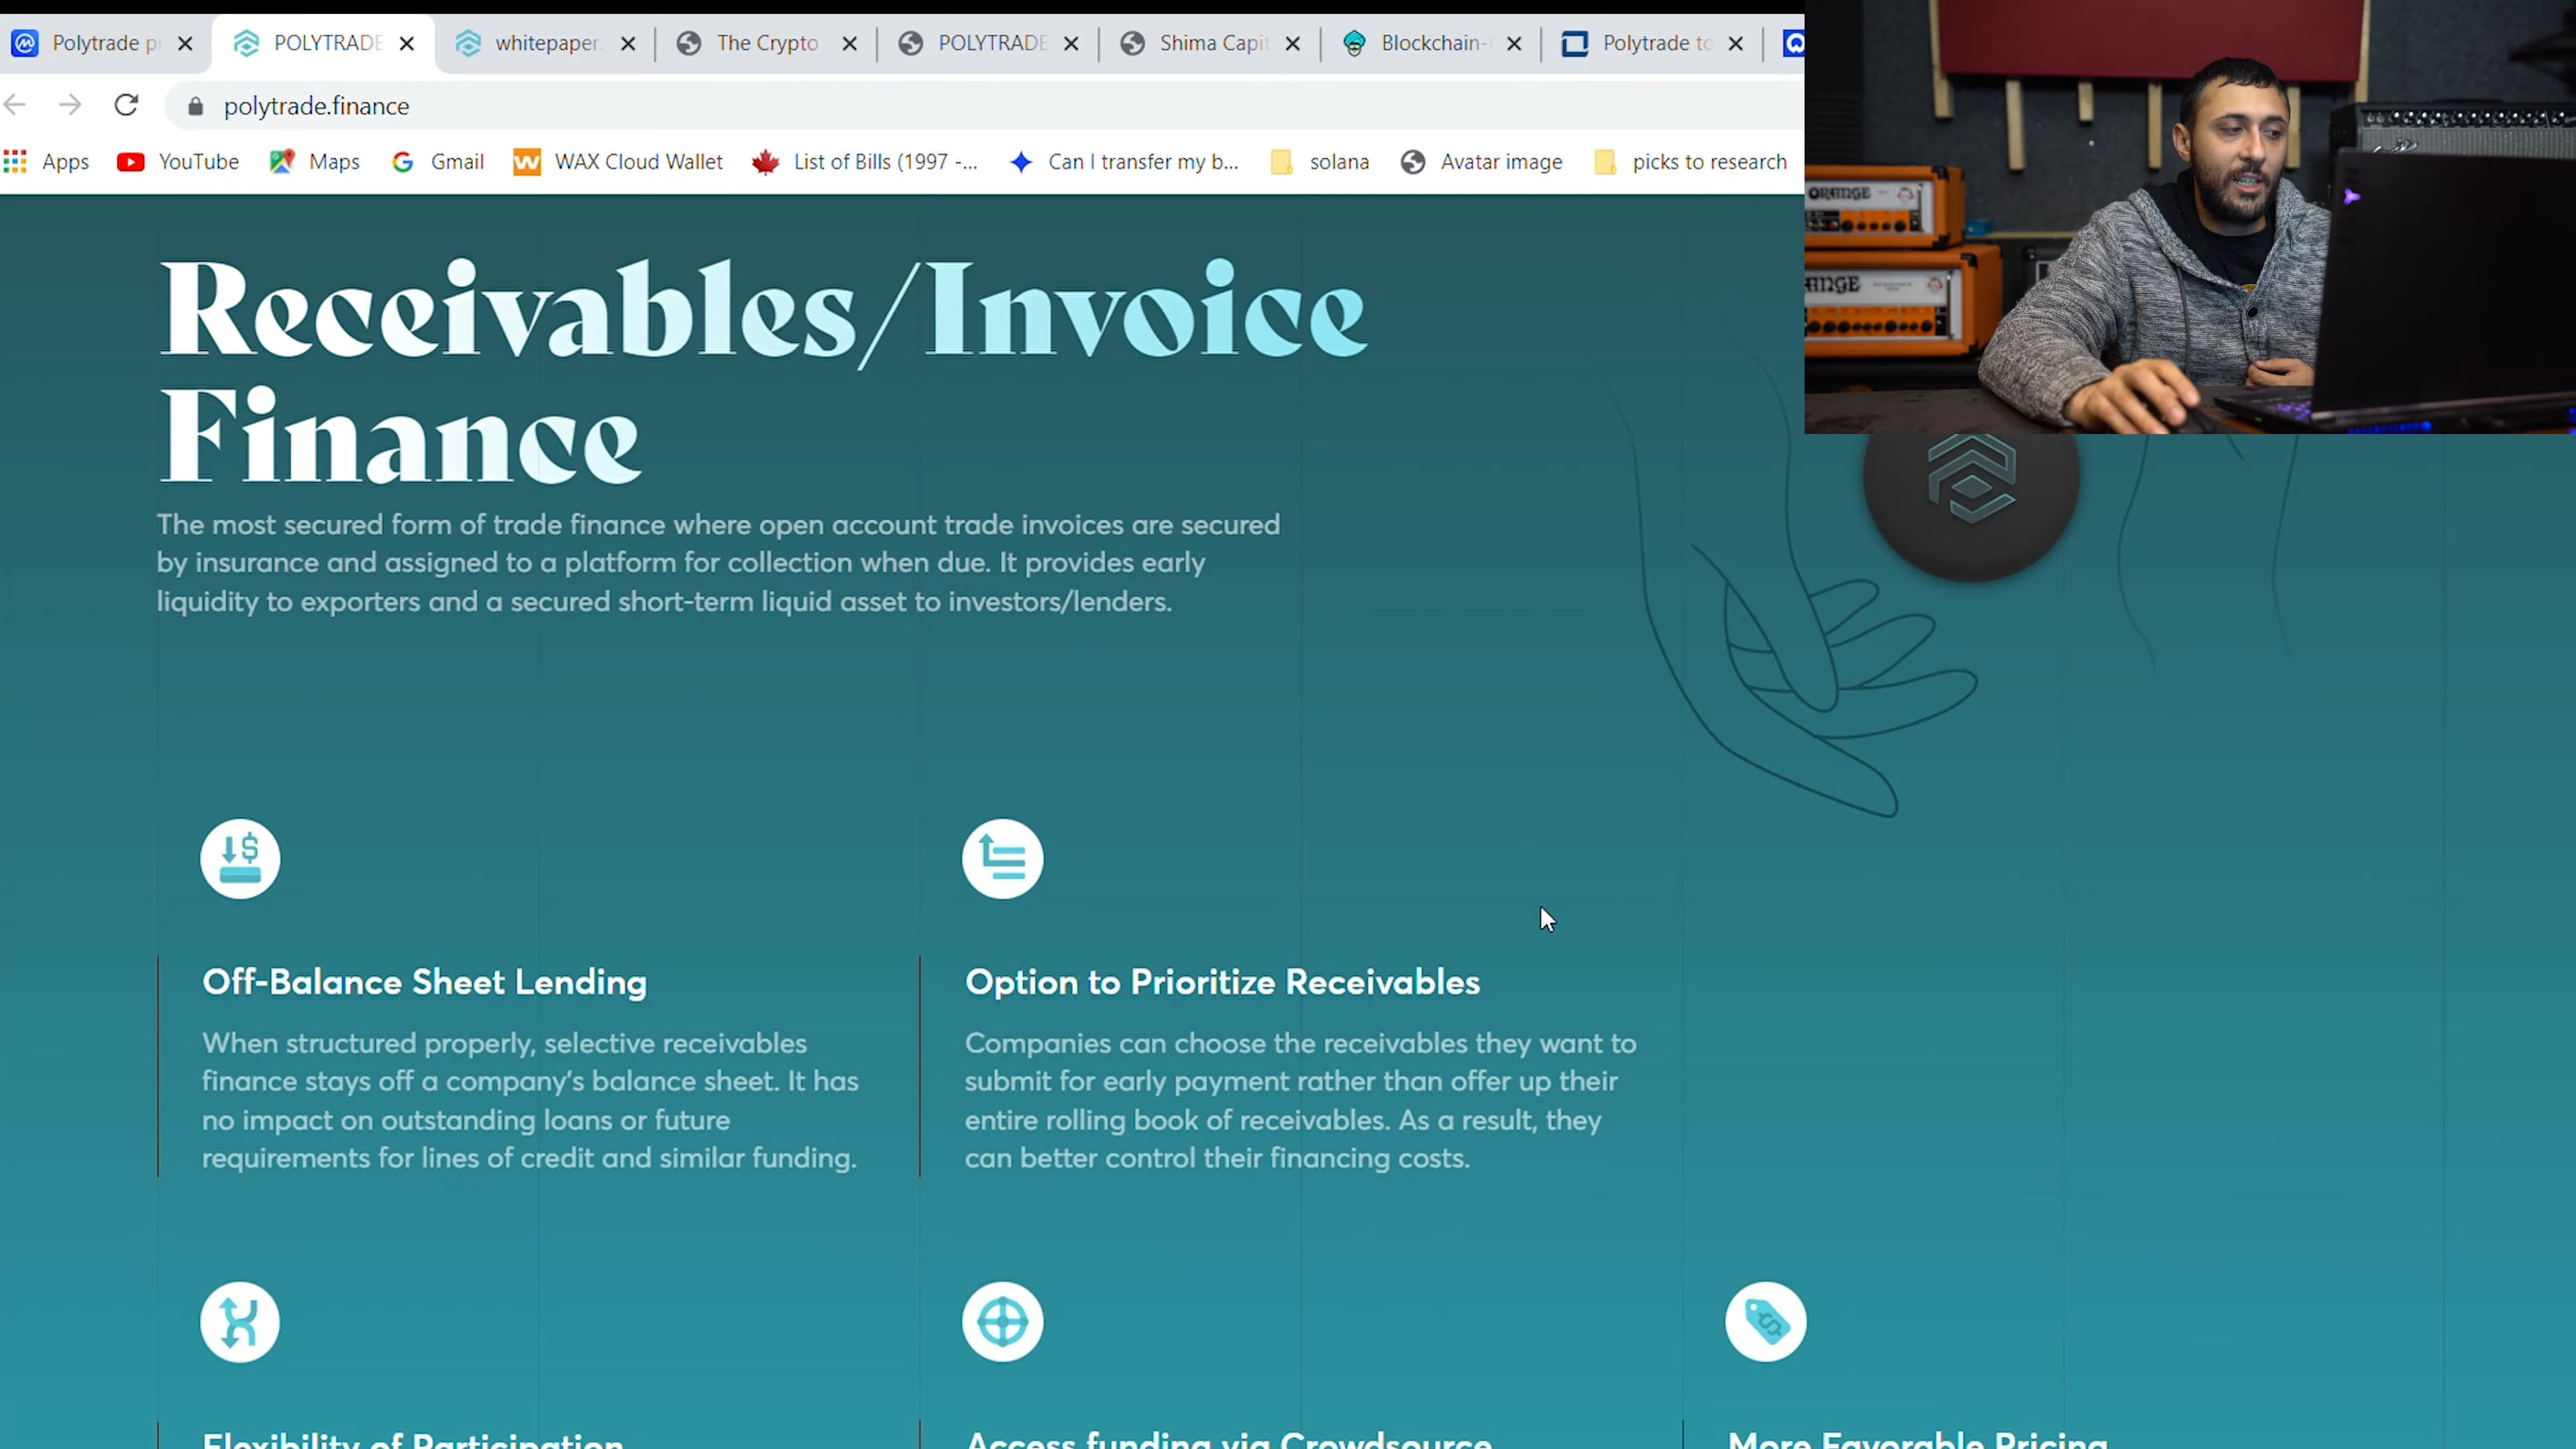 Polytrade pr
POLYTRADE
whitepaper.
The Crypto
POLYTRADE
Shima Capit
Blockchain-
Polytrade to
polytrade.finance
Apps
YouTube
Maps
Gmail
WAX Cloud Wallet
List of Bills (1997 -...
Can I transfer my b...
solana
Avatar image
picks to research
ORANGE
Receivables/Invoice
Finance
The most secured form of trade finance where open account trade invoices are secured
by insurance and assigned to a platform for collection when due. It provides early
liquidity to exporters and a secured short-term liquid asset to investors/lenders.
Off-Balance Sheet Lending
When structured properly, selective receivables
finance stays off a company's balance sheet. It has
no impact on outstanding loans or future
requirements for lines of credit and similar funding.
Option to Prioritize Receivables
Companies can choose the receivables they want to
submit for early payment rather than offer up their
entire rolling book of receivables. As a result, they
can better control their financing costs.
Flexibility of Participation
Access funding via Crowdsource
More Favorable Pricing